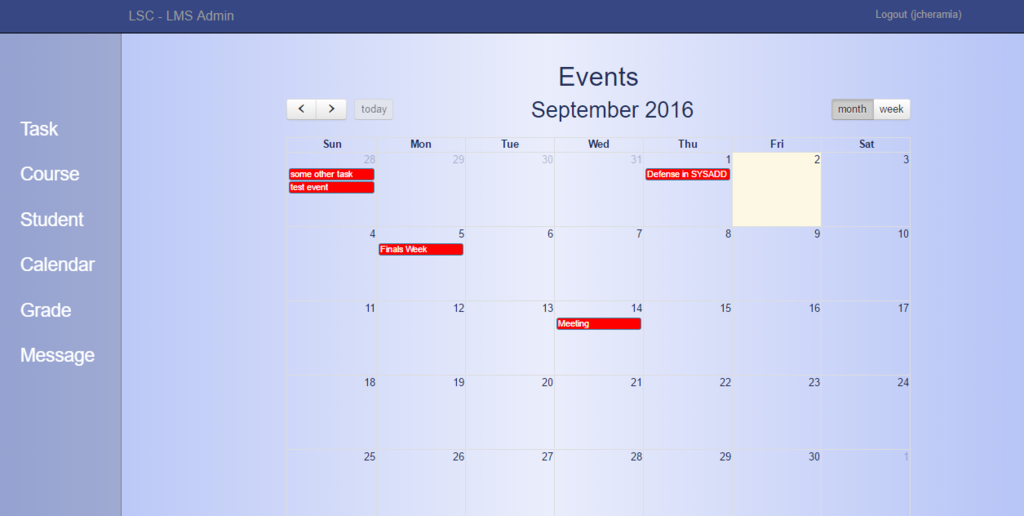 LSC - LMS Admin
Logout (jcheramia)
Task
Course
Student
Calendar
Grade
Message
Events
today
September 2016
month week
Sun Mon Tue Wed Thu Fri Sat
28 29 30 31 1 2 3
some other task Defense in SYSADD
test event
4 5 6 7 8 9 10
Finals Week
11 12 13 14 15 16 17
Meeting
18 19 20 21 22 23 24
25 26 27 28 29 30 1